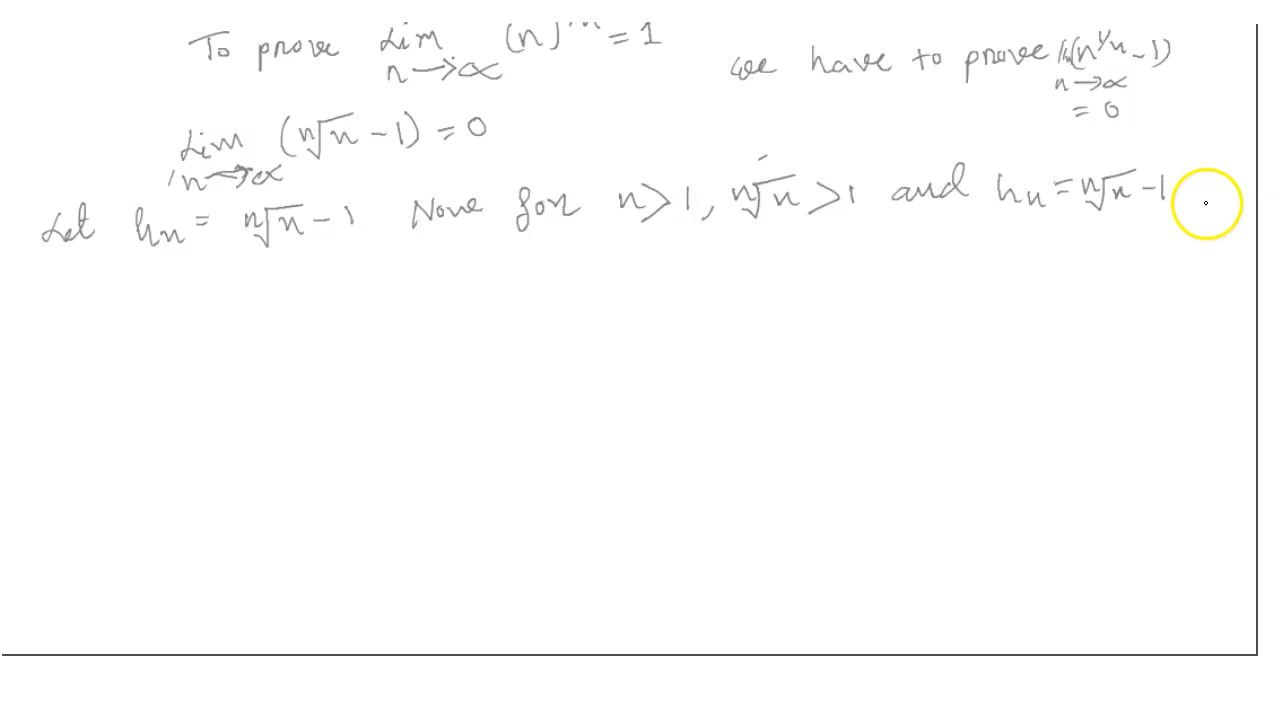 To prove Lim n→∝ (n)^1/n = 1
we have to prove lim (n^1/n - 1)
n→∝
= 0
Lim n→∝ (ⁿ√n - 1) = 0
Let hn = ⁿ√n - 1 Now for n > 1, ⁿ√n > 1 and hn = ⁿ√n - 1